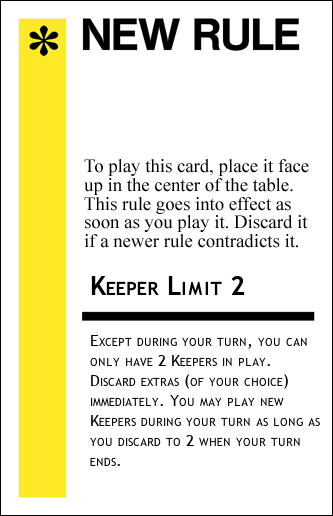 * NEW RULE
To play this card, place it face
up in the center of the table.
This rule goes into effect as
soon as you play it. Discard it
if a newer rule contradicts it.
Keeper Limit 2
Except during your turn, you can
only have 2 Keepers in play.
Discard extras (of your choice)
immediately. You may play new
Keepers during your turn as long as
you discard to 2 when your turn
ends.